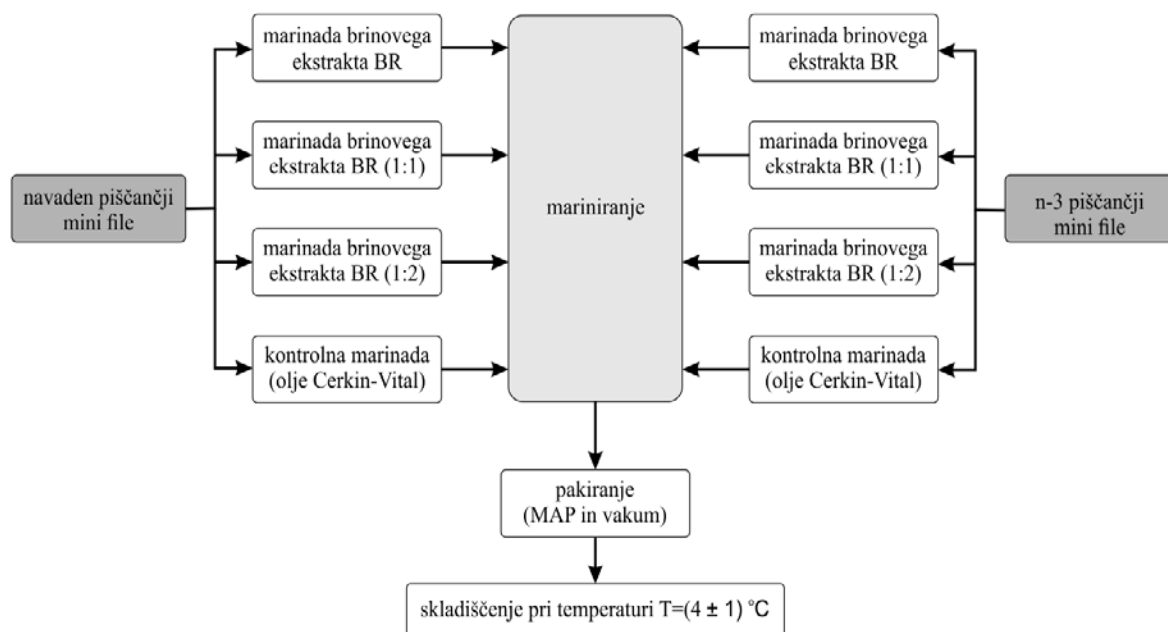 navaden piščančji
mini file
marinada brinovega
ekstrakta BR
marinada brinovega
ekstrakta BR (1:1)
marinada brinovega
ekstrakta BR (1:2)
kontrolna marinada
(olje Cerkin-Vital)
mariniranje
marinada brinovega
ekstrakta BR
marinada brinovega
ekstrakta BR (1:1)
marinada brinovega
ekstrakta BR (1:2)
kontrolna marinada
(olje Cerkin-Vital)
n-3 piščančji
mini file
pakiranje
(MAP in vakum)
skladiščenje pri temperaturi T=(4 ± 1) °C